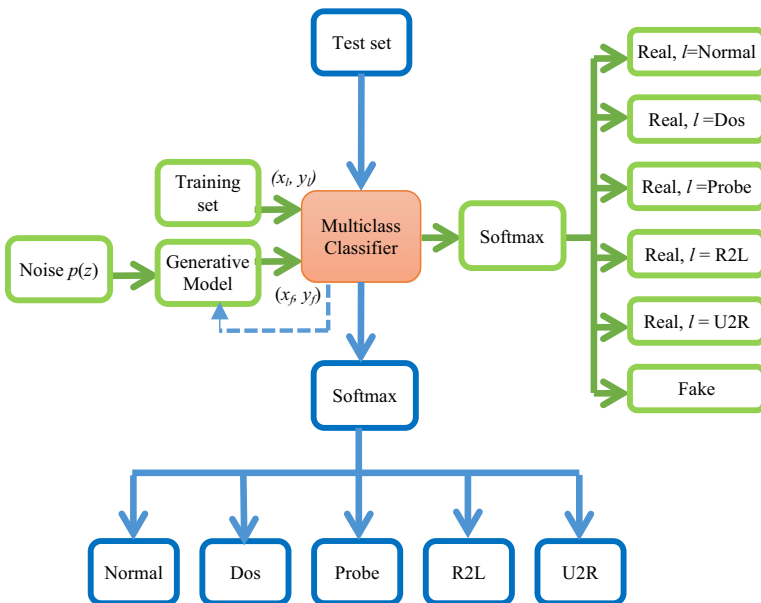 Test set
Real, l=Normal
Real, l =Dos
Real, l=Probe
Real, l = R2L
Real, l = U2R
Fake
Training
set
(xl, yl)
Multiclass
Classifier
Softmax
Noise p(z)
Generative
Model
(xf, yf)
Softmax
Normal
Dos
Probe
R2L
U2R